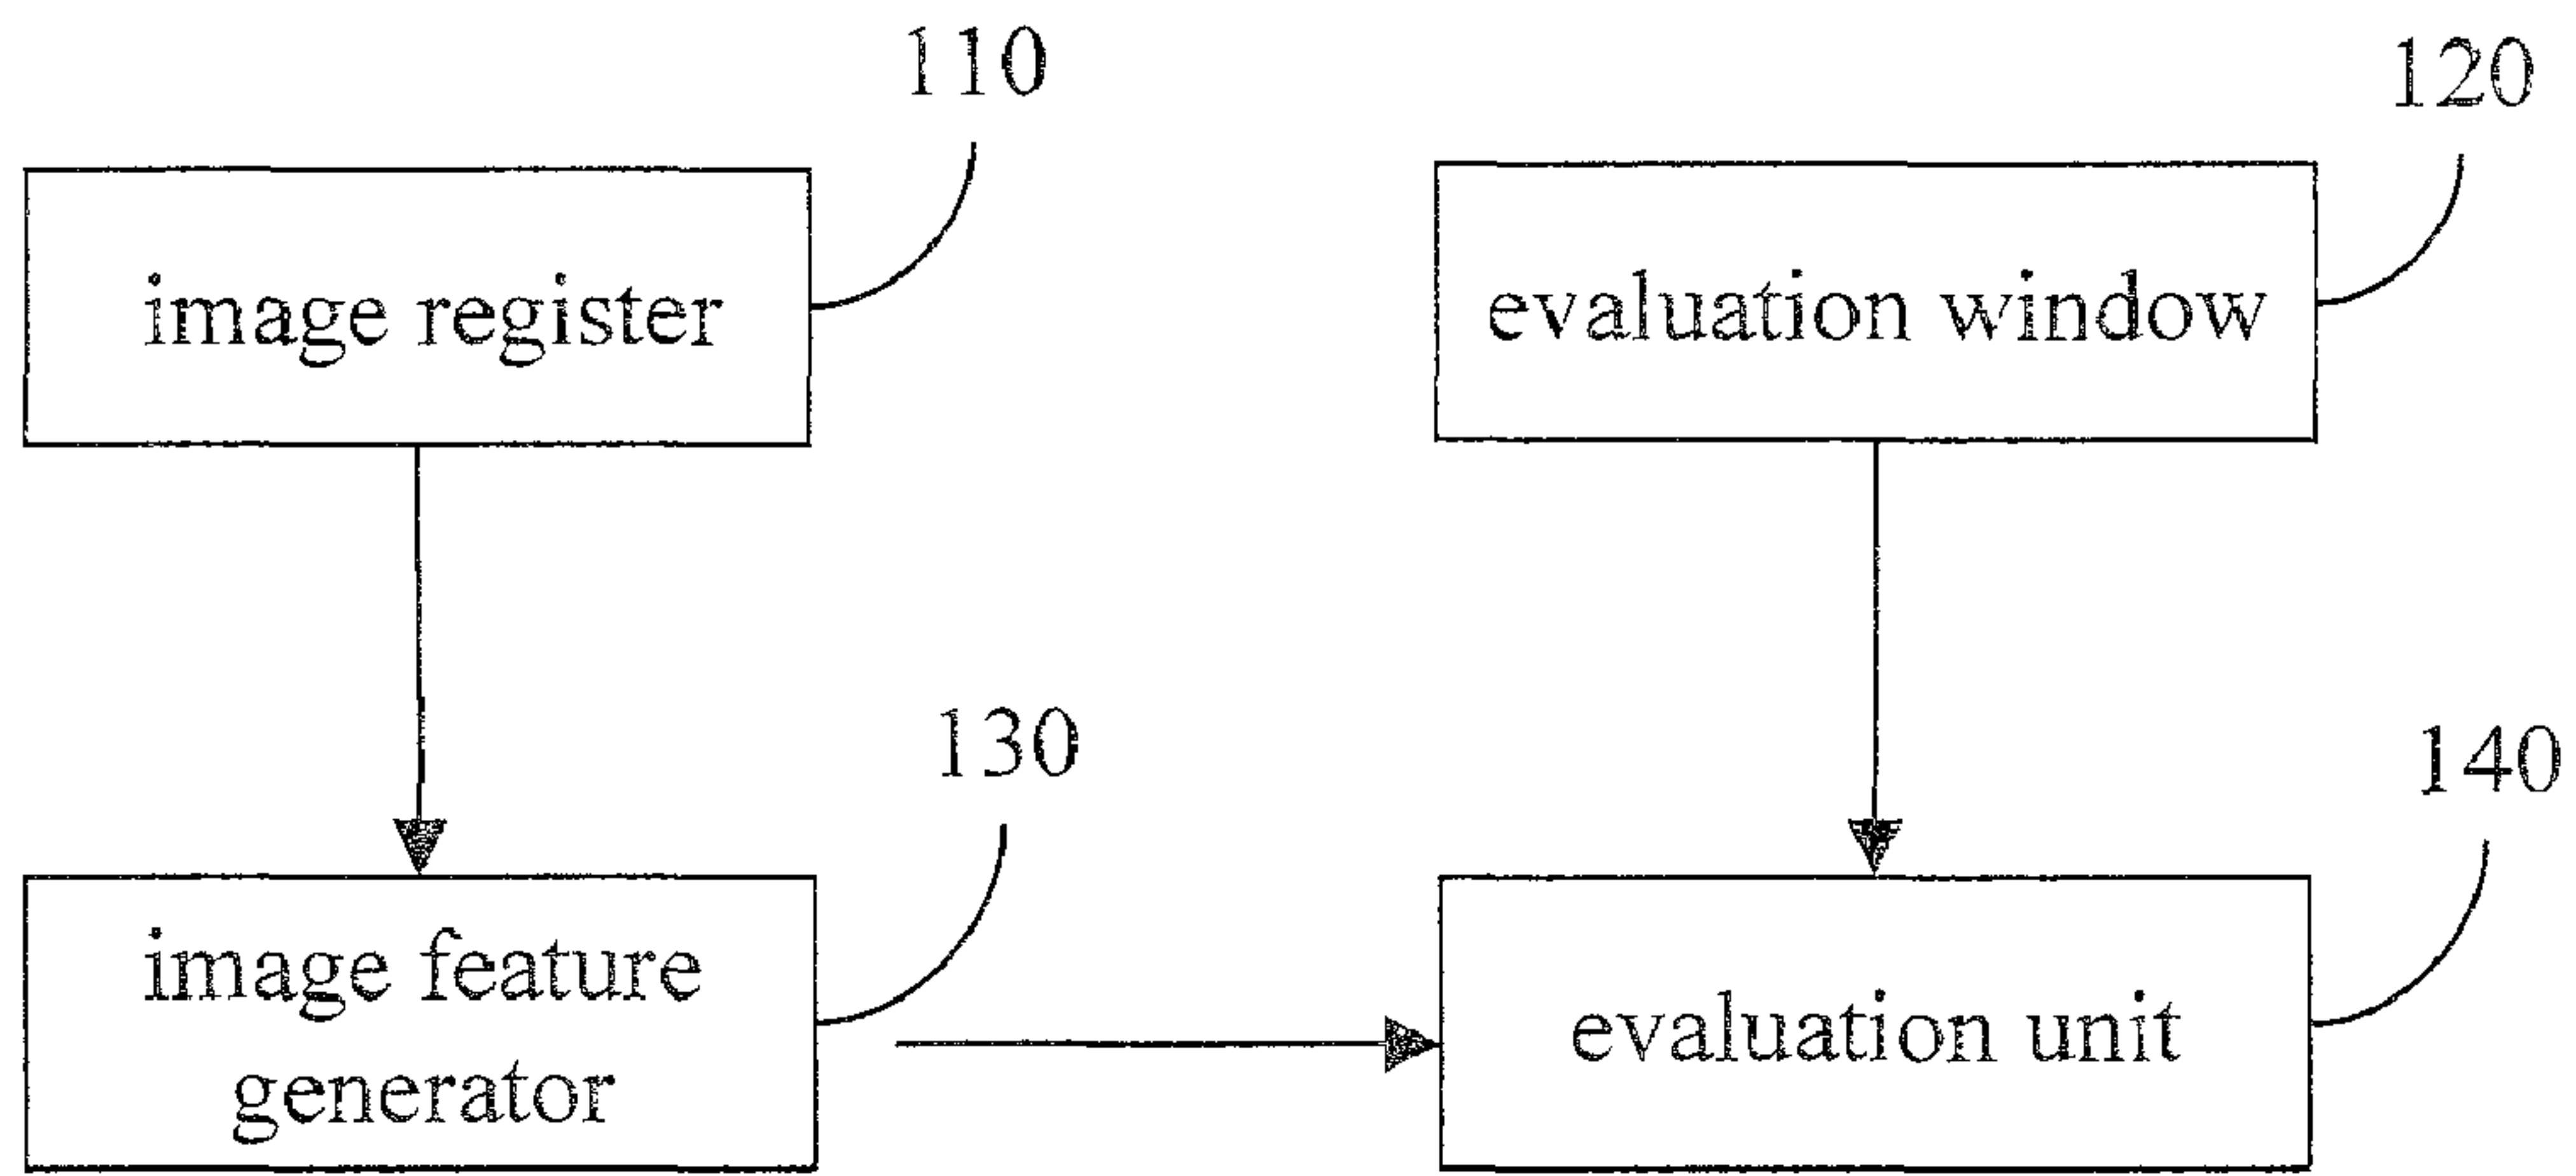 110
120
image register
evaluation window
130
140
image feature
generator
evaluation unit